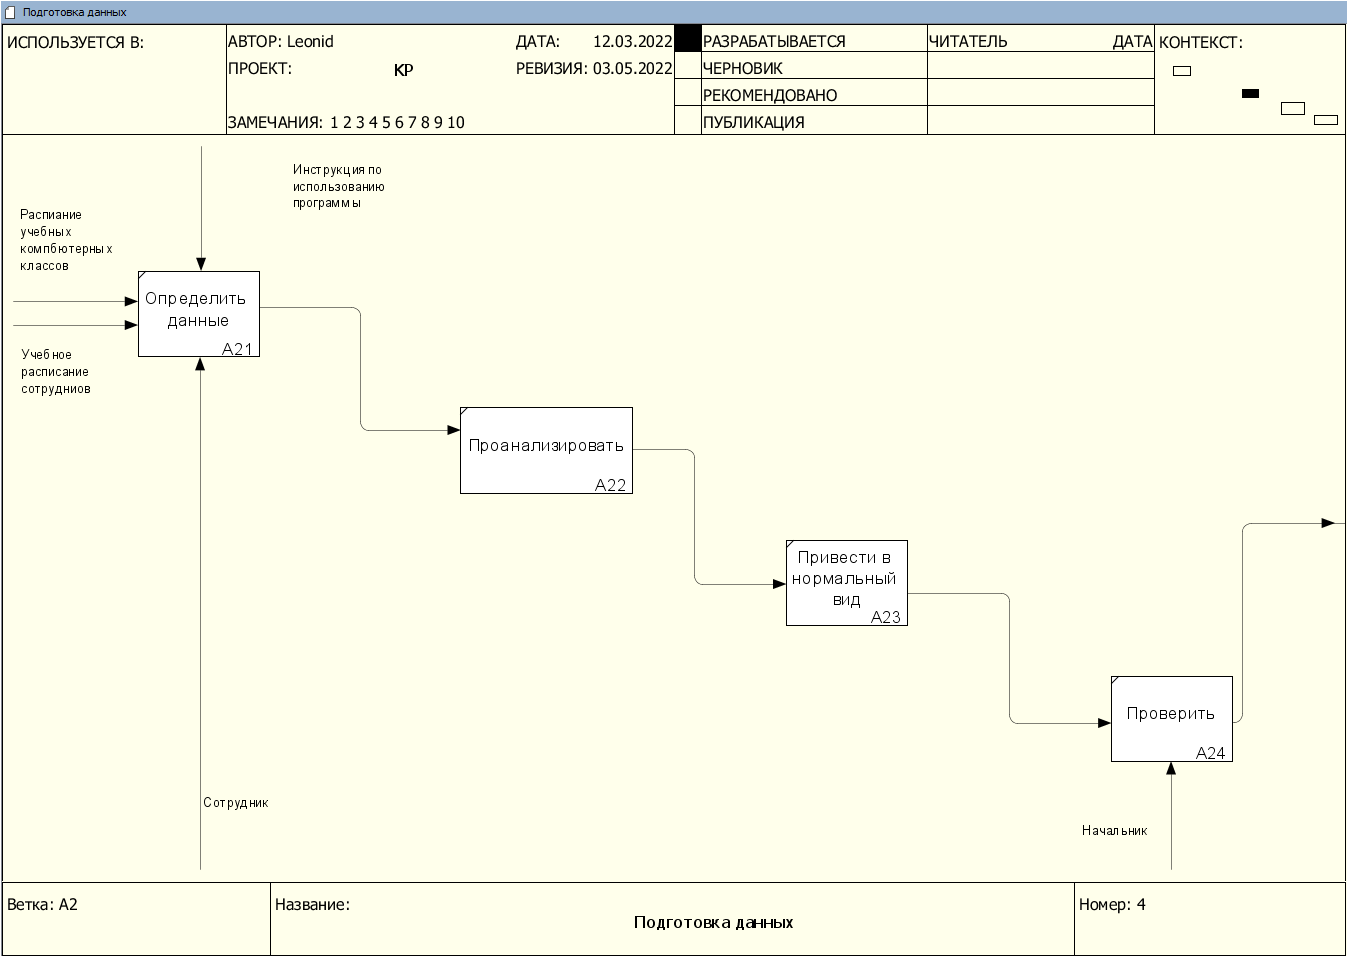 Подготовка данных
ИСПОЛЬЗУЕТСЯ В:
АВТОР: Leonid
ДАТА: 12.03.2022
РАЗРАБАТЫВАЕТСЯ
ЧИТАТЕЛЬ
ДАТА
КОНТЕКСТ:
ПРОЕКТ: КР
РЕВИЗИЯ: 03.05.2022
ЧЕРНОВИК
РЕКОМЕНДОВАНО
ЗАМЕЧАНИЯ: 1 2 3 4 5 6 7 8 9 10
ПУБЛИКАЦИЯ
Инструкция по
использованию
программы
Распиание
учебных
компбютерных
классов
Определить
данные
A21
Учебное
расписание
сотрудниов
Проанализировать
A22
Привести в
нормальный
вид
A23
Проверить
A24
Сотрудник
Начальник
Ветка: A2
Название:
Подготовка данных
Номер: 4